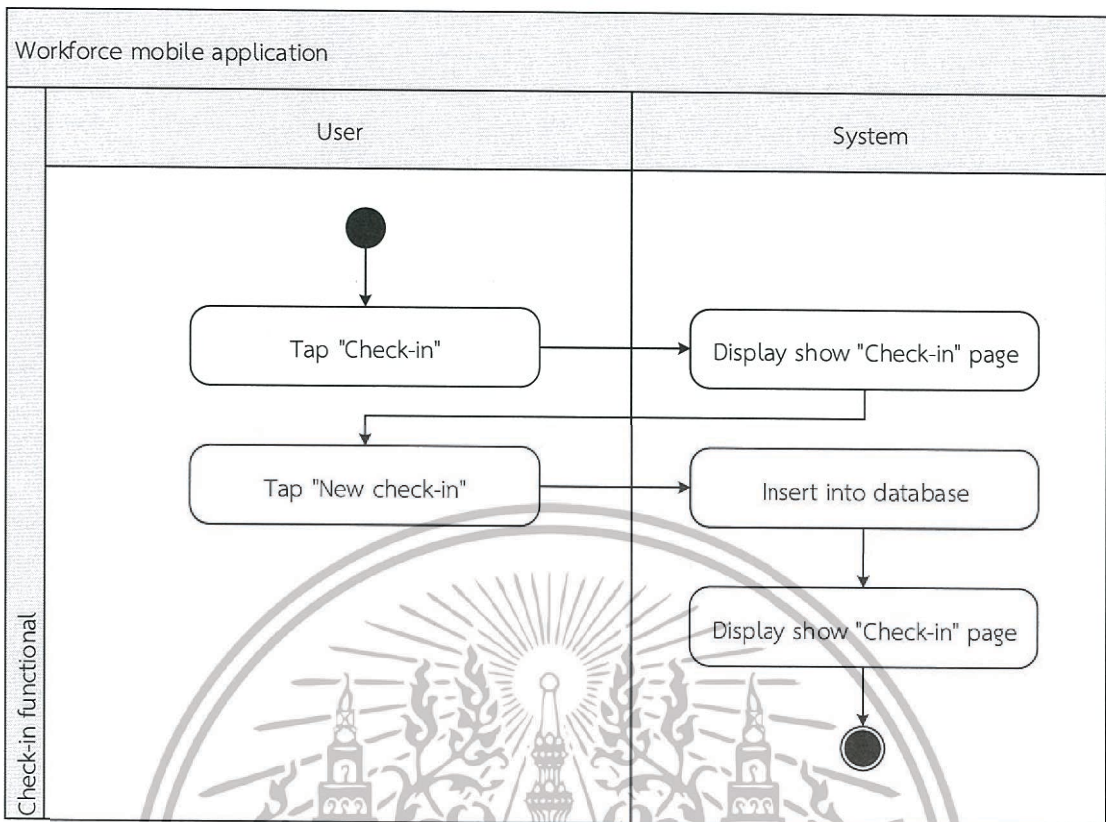 Workforce mobile application
User
System
Tap "Check-in"
Display show "Check-in" page
Tap "New check-in"
Insert into database
Display show "Check-in" page
Check-in functional